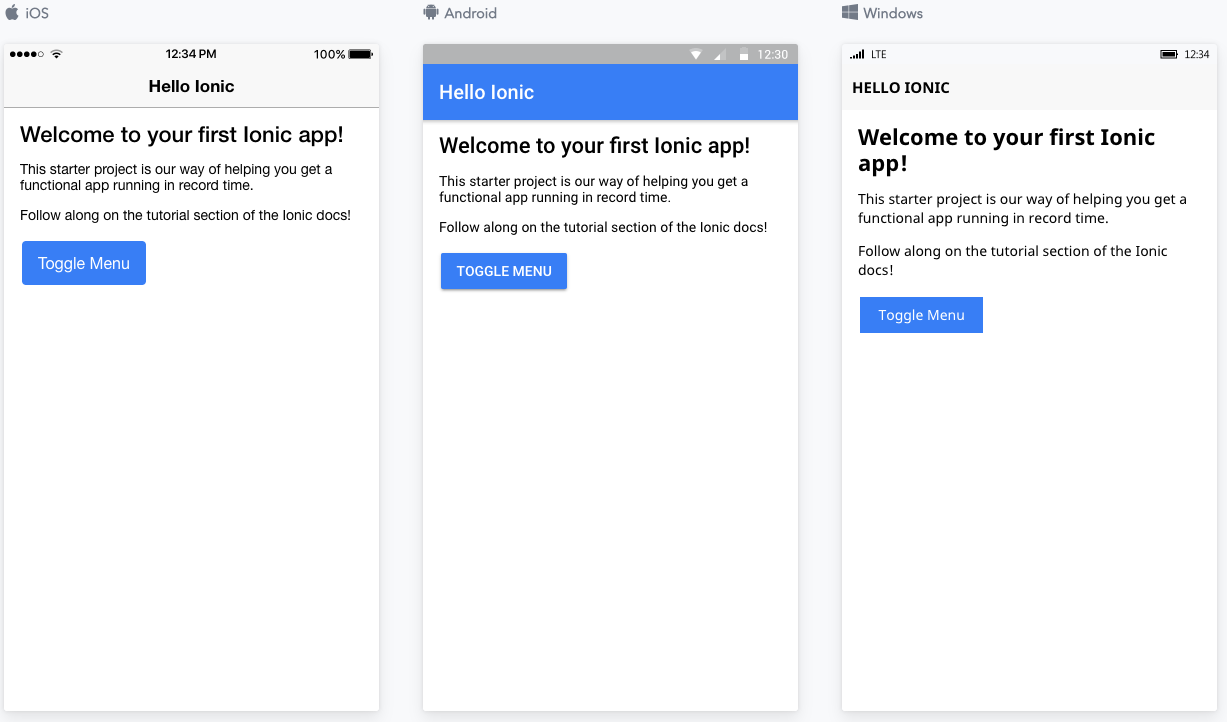 iOS
12:34 PM
100%
Hello Ionic
Welcome to your first Ionic app!
This starter project is our way of helping you get a
functional app running in record time.
Follow along on the tutorial section of the Ionic docs!
Toggle Menu
Android
12:30
Hello Ionic
Welcome to your first Ionic app!
This starter project is our way of helping you get a
functional app running in record time.
Follow along on the tutorial section of the Ionic docs!
TOGGLE MENU
Windows
LTE
12:34
HELLO IONIC
Welcome to your first Ionic
app!
This starter project is our way of helping you get a
functional app running in record time.
Follow along on the tutorial section of the Ionic
docs!
Toggle Menu